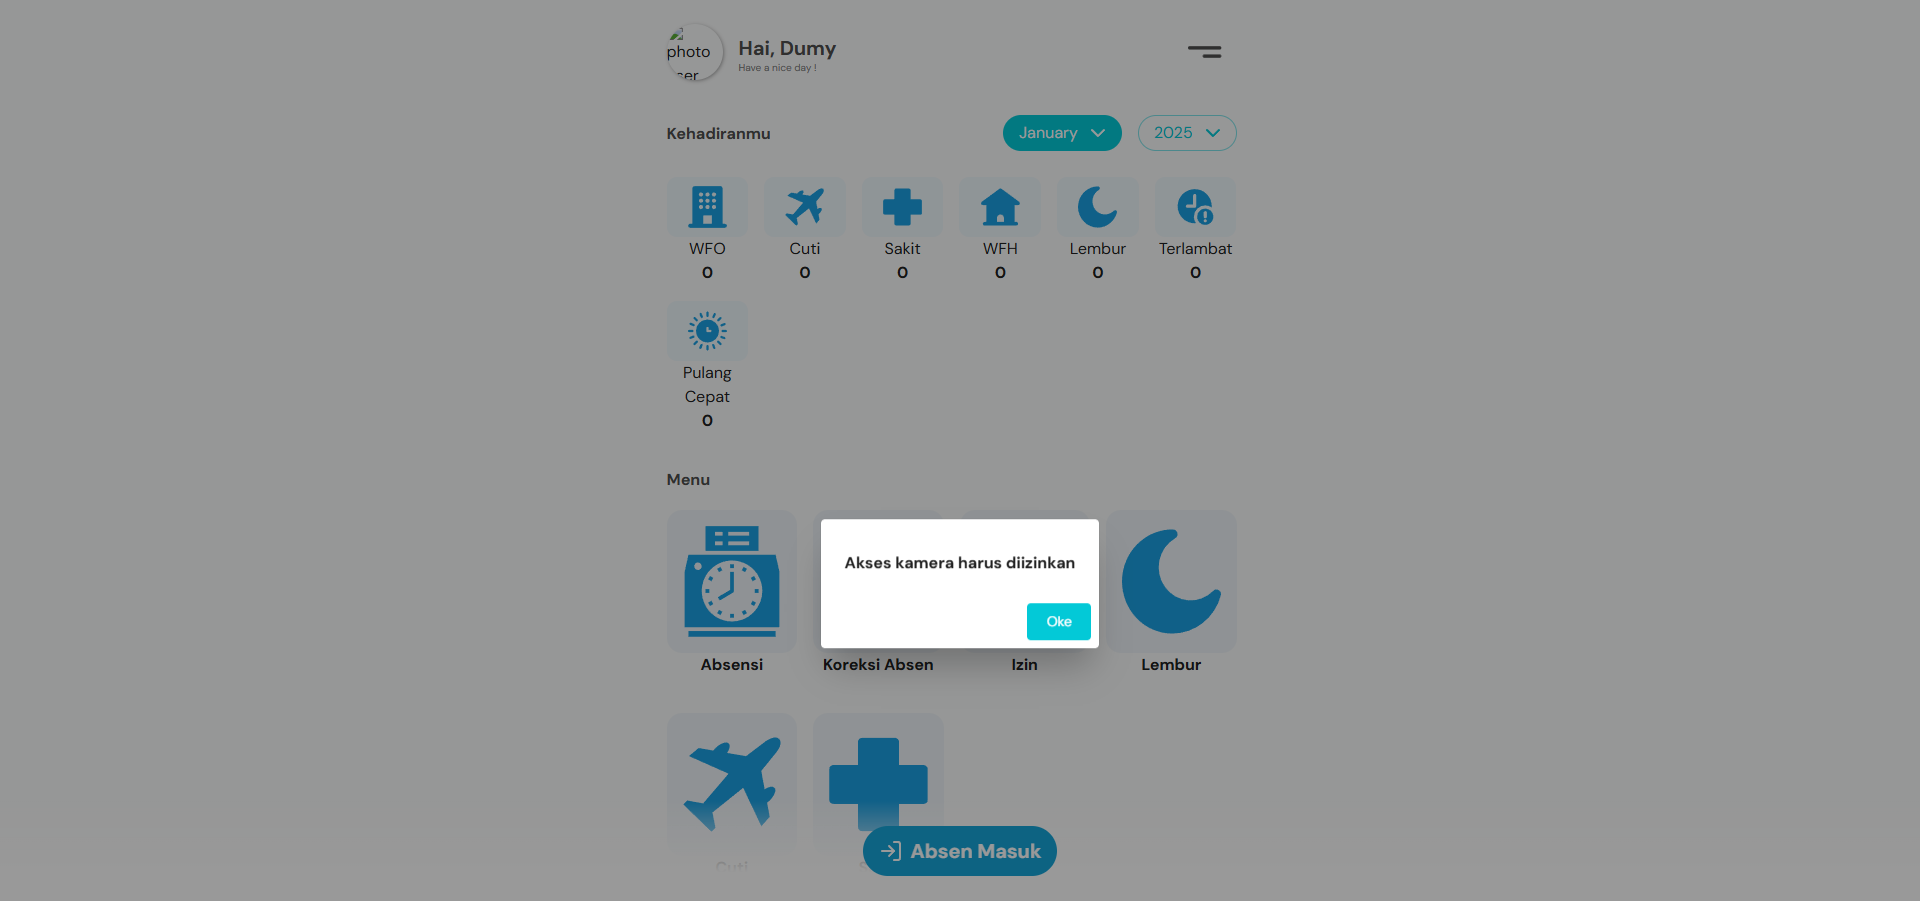 photo
Hai, Dumy
Have a nice day !
Kehadiranmu
January
2025
WFO
Cuti
Sakit
WFH
Lembur
Terlambat
0
0
0
0
0
0
Pulang
Cepat
0
Menu
Akses kamera harus diizinkan
Oke
Absensi
Koreksi Absen
Izin
Lembur
Absen Masuk
Cuti